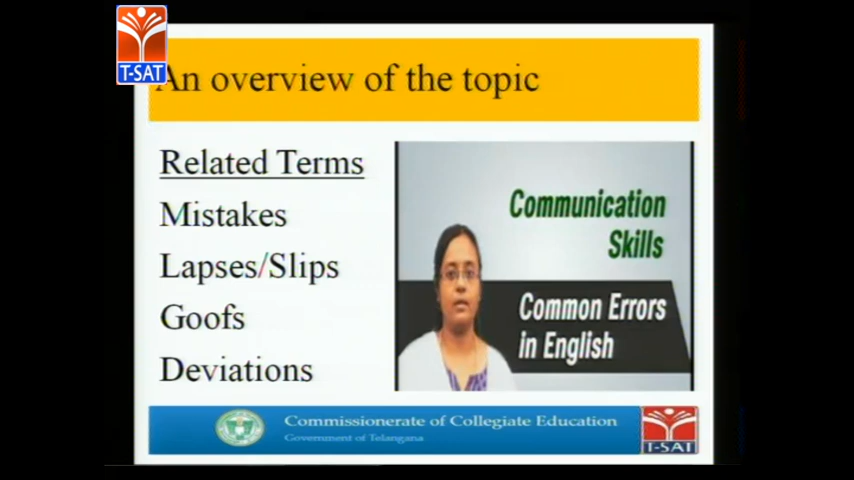 T-SAT
An overview of the topic
Related Terms
Mistakes
Lapses/Slips
Goofs
Deviations
Communication
Skills
Common Errors
in English
Commissionerate of Collegiate Education
Government of Telangana
T-SAT